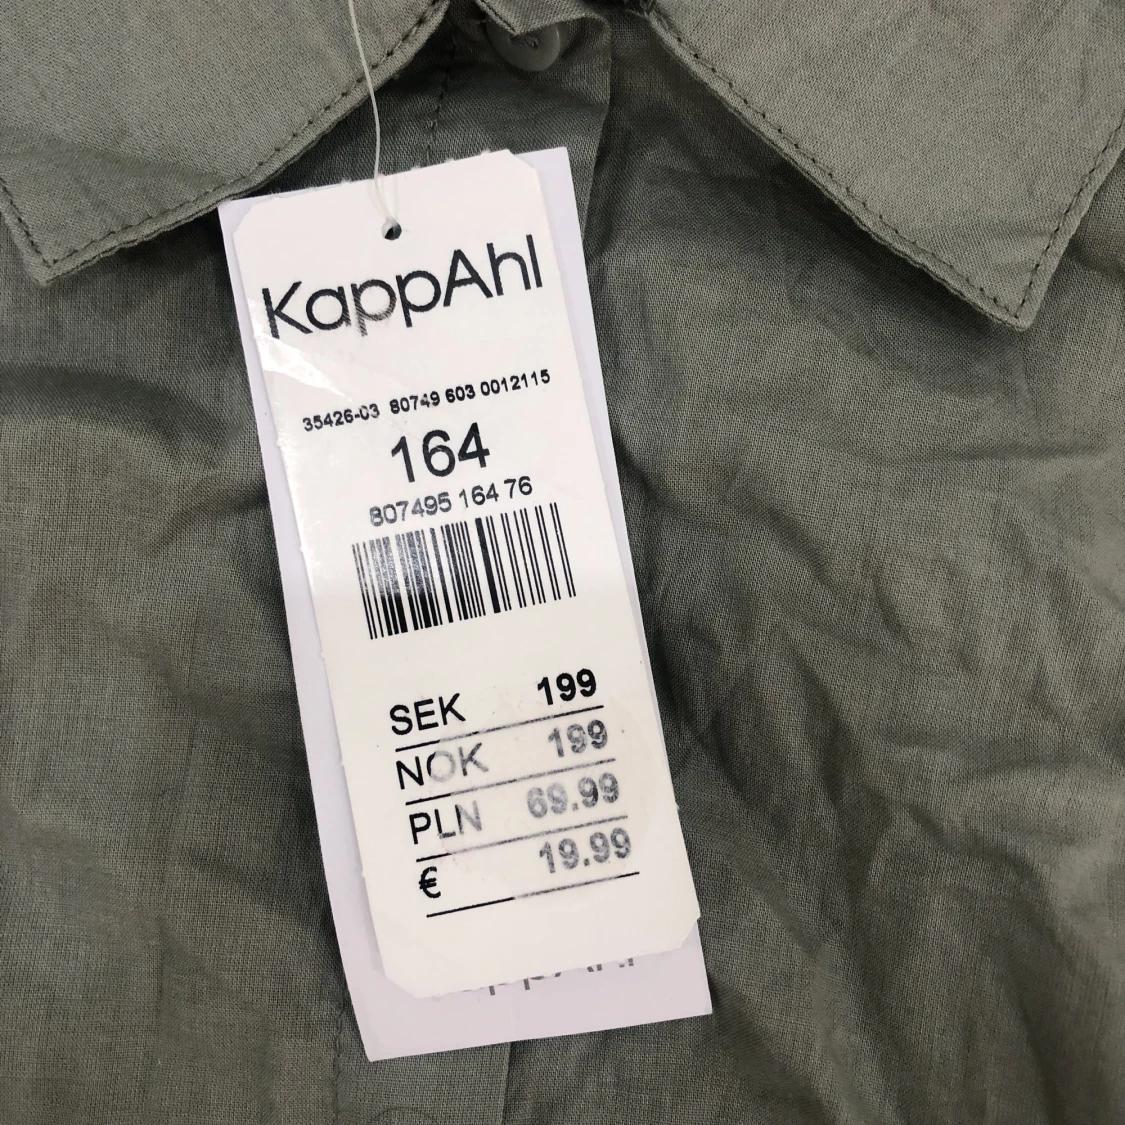 KappAhl
35426-03 80749 603 0012115
164
807495 164 76
SEK 199
NOK 199
PLN 69.99
€ 19.99